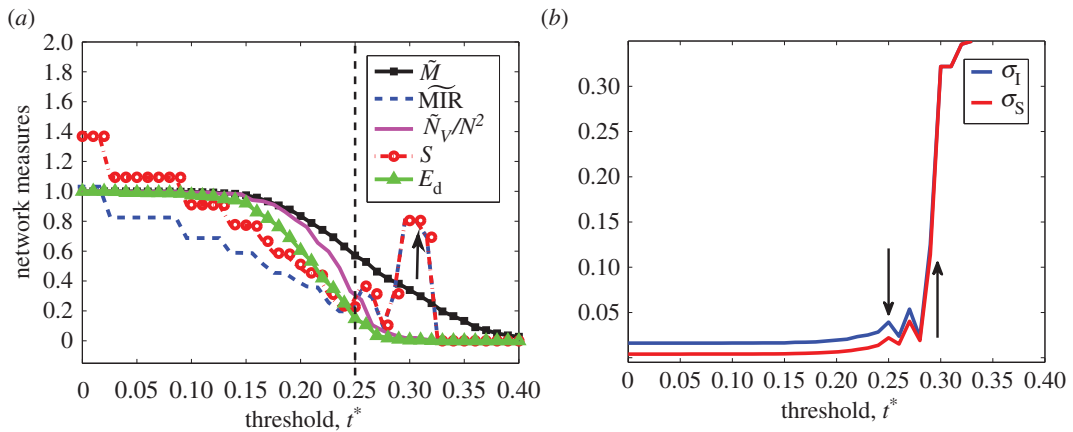 (a)
2.0
1.8
1.6
1.4
1.2
1.0
0.8
0.6
0.4
0.2
0
network measures
M̃
M͠IR
Ñ_V/N²
S
E_d
0 0.05 0.10 0.15 0.20 0.25 0.30 0.35 0.40
threshold, t*
(b)
0.30
0.25
0.20
0.15
0.10
0.05
σ_I
σ_S
0 0.05 0.10 0.15 0.20 0.25 0.30 0.35 0.40
threshold, t*